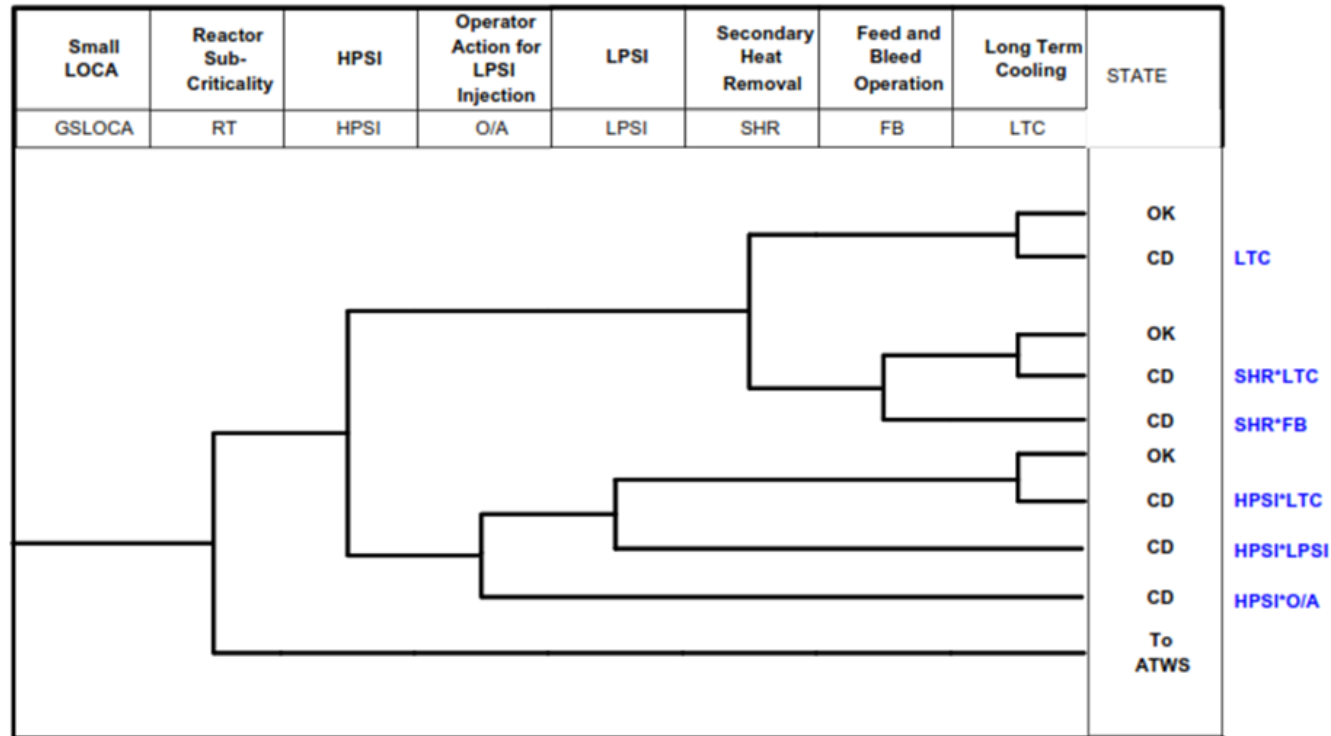 Small
LOCA
Reactor
Sub-
Criticality
HPSI
Operator
Action for
LPSI
Injection
LPSI
Secondary
Heat
Removal
Feed and
Bleed
Operation
Long Term
Cooling
STATE
GSLOCA
RT
HPSI
O/A
LPSI
SHR
FB
LTC
OK
CD
LTC
OK
CD
SHR*LTC
CD
SHR*FB
OK
CD
HPSI*LTC
CD
HPSI*LPSI
CD
HPSI*O/A
To
ATWS